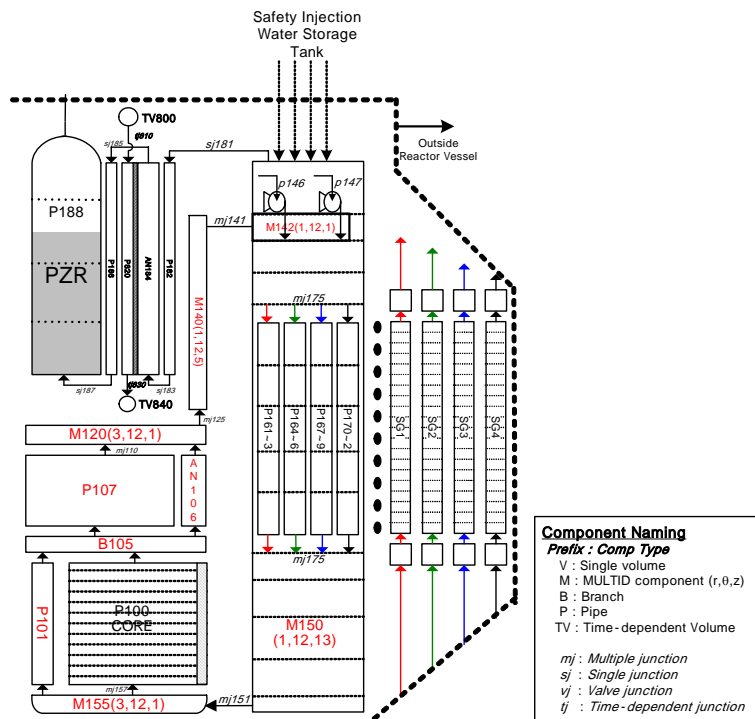 Safety Injection
Water Storage
Tank
TV800
tj810
sj185
sj181
Outside
Reactor Vessel
p146
p147
P188
mj141
M142(1,12,1)
PZR
P186
P820
AN184
P182
M140(1,12,5)
mj175
sj187
tj830
sj183
TV840
mj125
P161~3
P164~6
P167~9
P170~2
SG1
SG2
SG3
SG4
M120(3,12,1)
mj110
P107
AN106
B105
mj175
P101
P100
CORE
M150
(1,12,13)
mj157
M155(3,12,1)
mj151
Component Naming
Prefix : Comp Type
V : Single volume
M : MULTID component (r,θ,z)
B : Branch
P : Pipe
TV : Time-dependent Volume
mj : Multiple junction
sj : Single junction
vj : Valve junction
tj : Time-dependent junction